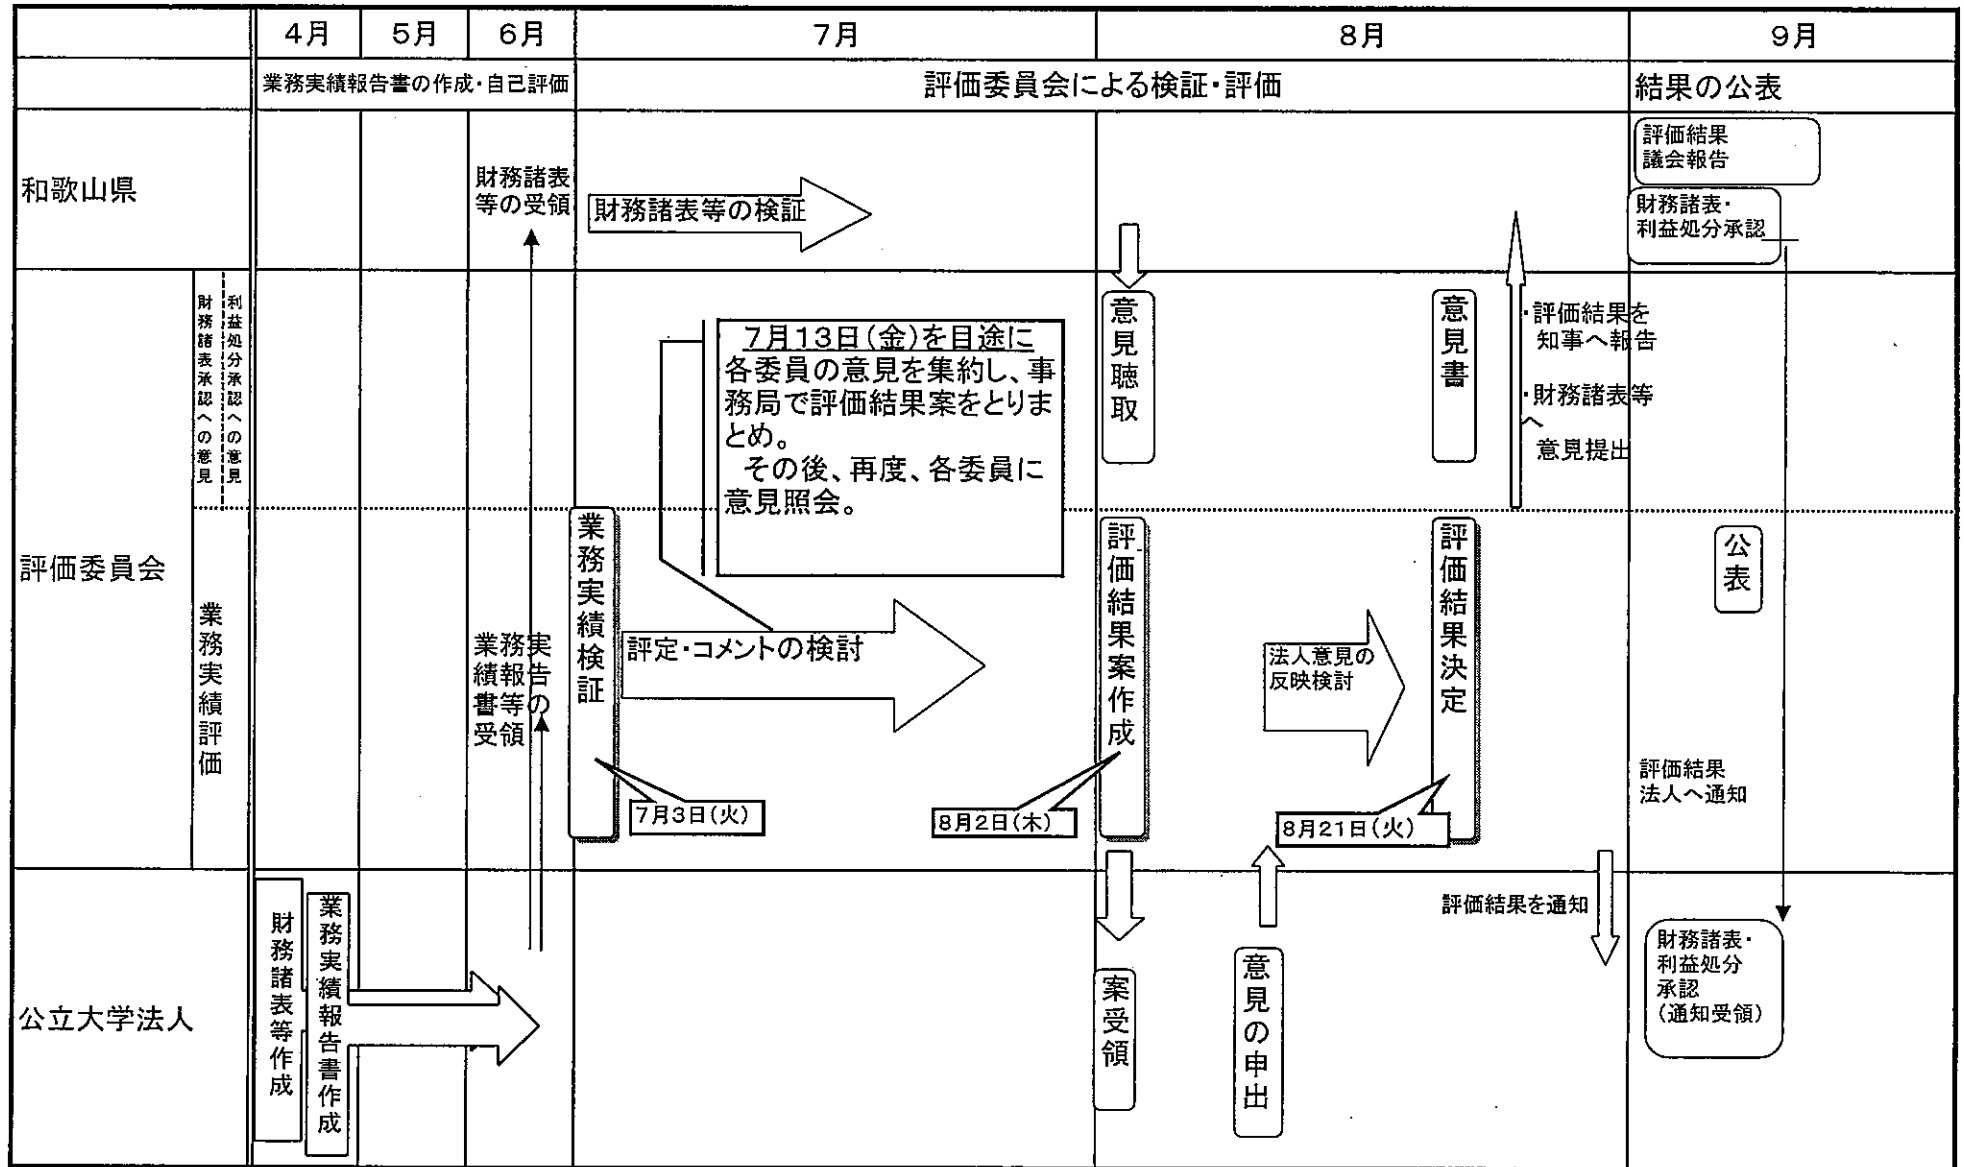 4月
5月
6月
7月
8月
9月
業務実績報告書の作成・自己評価
評価委員会による検証・評価
結果の公表
和歌山県
財務諸表
等の受領
財務諸表等の検証
評価結果
議会報告
財務諸表・
利益処分承認
評価委員会
利益処分承認への意見
財務諸表承認への意見
7月13日(金)を目途に
各委員の意見を集約し、事
務局で評価結果案をとりま
とめ。
その後、再度、各委員に
意見照会。
意見聴取
意見書
・評価結果を
知事へ報告
・財務諸表等
へ
意見提出
業務実績評価
業務実
績報告
書等の
受領
業務実績検証
評定・コメントの検討
評価結果案作成
法人意見の
反映検討
評価結果決定
公表
7月3日(火)
8月2日(木)
8月21日(火)
評価結果
法人へ通知
公立大学法人
財務諸表等作成
業務実績報告書作成
案受領
意見の申出
評価結果を通知
財務諸表・
利益処分
承認
(通知受領)